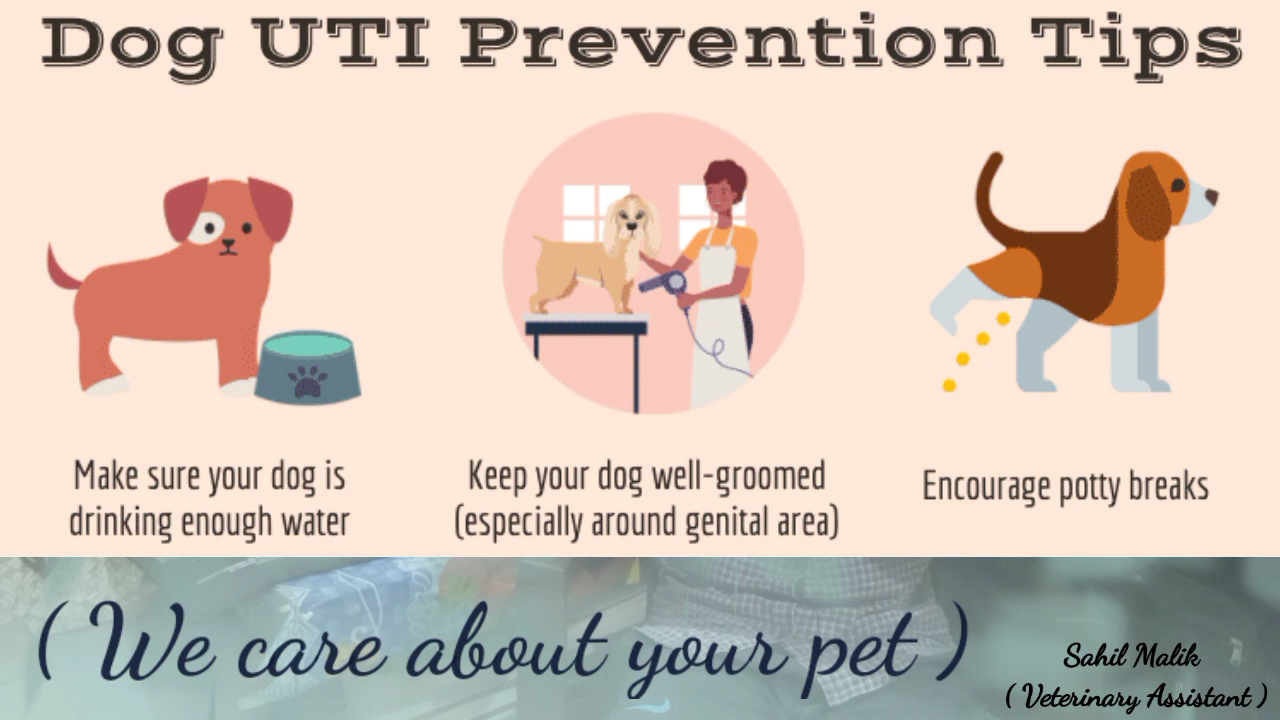 Dog UTI Prevention Tips
Make sure your dog is
drinking enough water
Keep your dog well-groomed
(especially around genital area)
Encourage potty breaks
( We care about your pet )
Sahil Malik
( Veterinary Assistant )